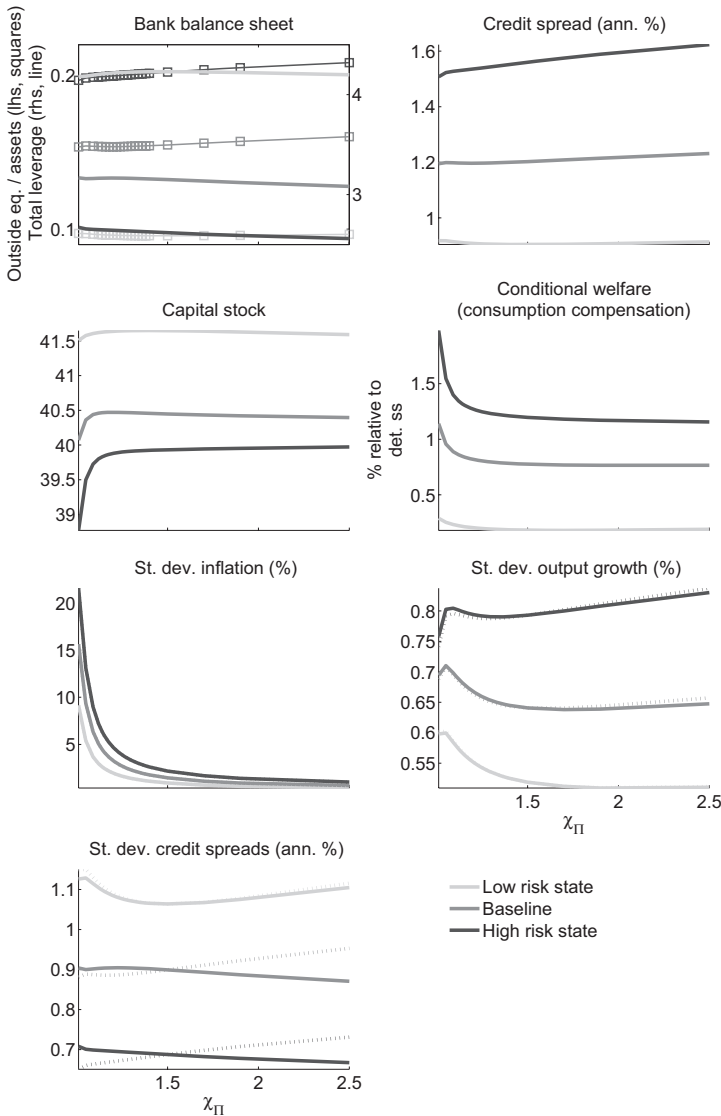 Bank balance sheet
Outside eq. / assets (lhs, squares)
Total leverage (rhs, line)
0.2
0.1
4
3
Credit spread (ann. %)
1.6
1.4
1.2
1
Capital stock
41.5
41
40.5
40
39.5
39
Conditional welfare
(consumption compensation)
% relative to
det. ss
1.5
1
0.5
St. dev. inflation (%)
20
15
10
5
St. dev. output growth (%)
0.8
0.75
0.7
0.65
0.6
0.55
1.5 2 2.5
χΠ
St. dev. credit spreads (ann. %)
1.1
1
0.9
0.8
0.7
1.5 2 2.5
χΠ
Low risk state
Baseline
High risk state